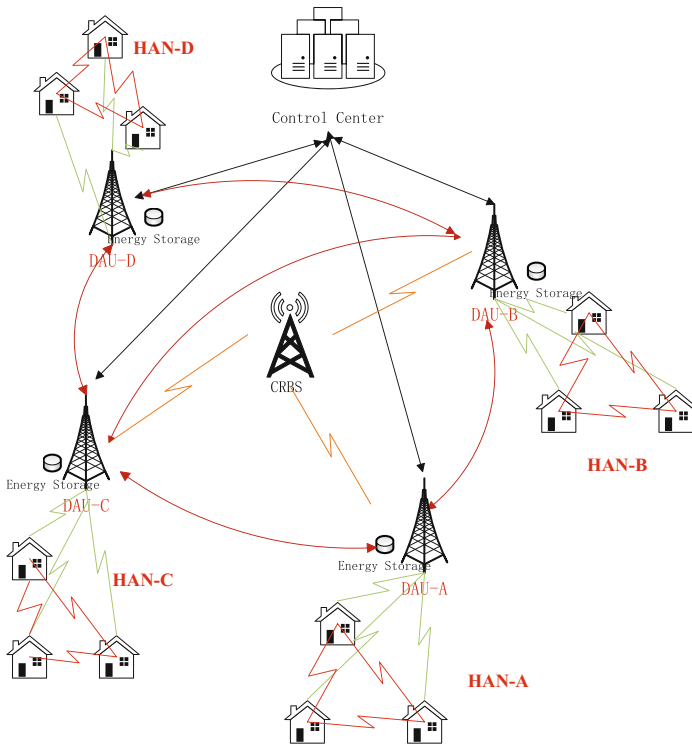 HAN-D
Control Center
Energy Storage
DAU-D
Energy Storage
DAU-B
CRBS
HAN-B
Energy Storage
DAU-C
Energy Storage
DAU-A
HAN-C
HAN-A